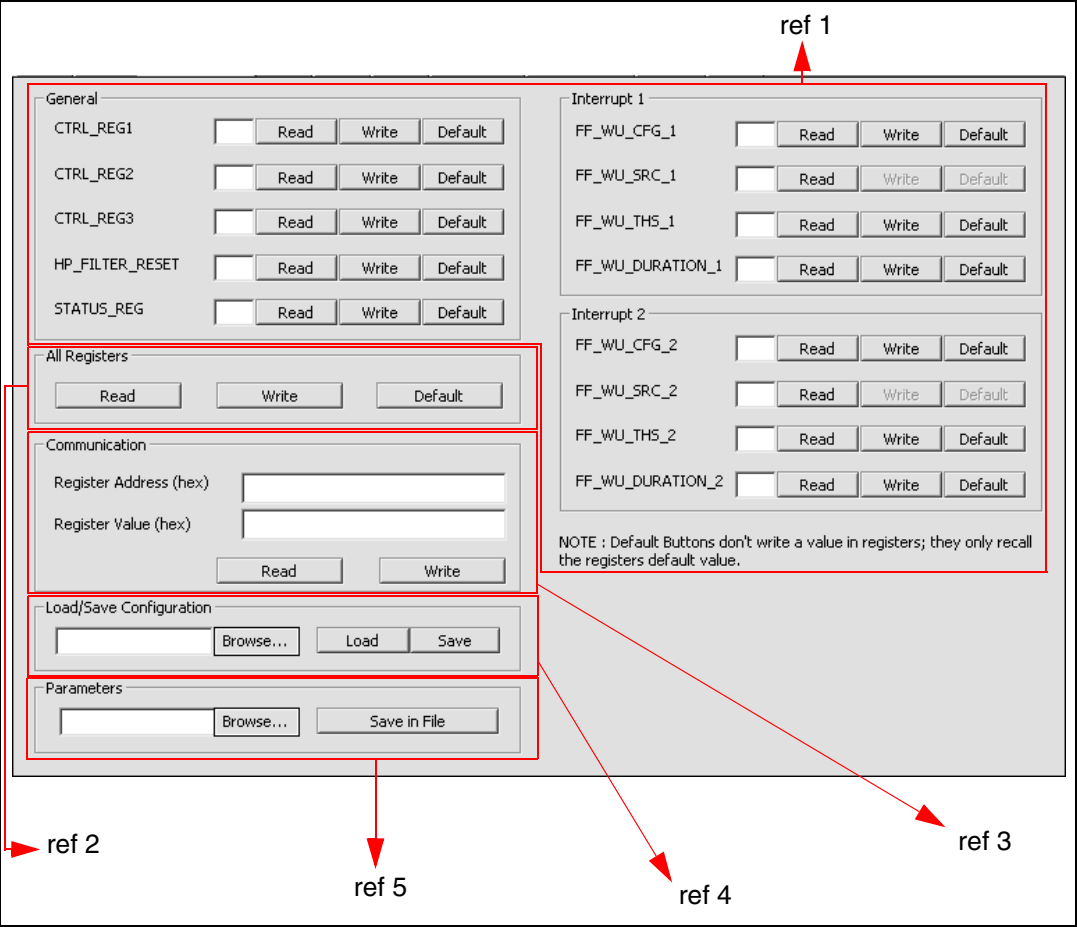 ref 1
General
CTRL_REG1 Read Write Default
CTRL_REG2 Read Write Default
CTRL_REG3 Read Write Default
HP_FILTER_RESET Read Write Default
STATUS_REG Read Write Default
All Registers
Read Write Default
Communication
Register Address (hex)
Register Value (hex)
Read Write
Load/Save Configuration
Browse... Load Save
Parameters
Browse... Save in File
Interrupt 1
FF_WU_CFG_1 Read Write Default
FF_WU_SRC_1 Read Write Default
FF_WU_THS_1 Read Write Default
FF_WU_DURATION_1 Read Write Default
Interrupt 2
FF_WU_CFG_2 Read Write Default
FF_WU_SRC_2 Read Write Default
FF_WU_THS_2 Read Write Default
FF_WU_DURATION_2 Read Write Default
NOTE : Default Buttons don't write a value in registers; they only recall
the registers default value.
ref 2
ref 3
ref 5
ref 4